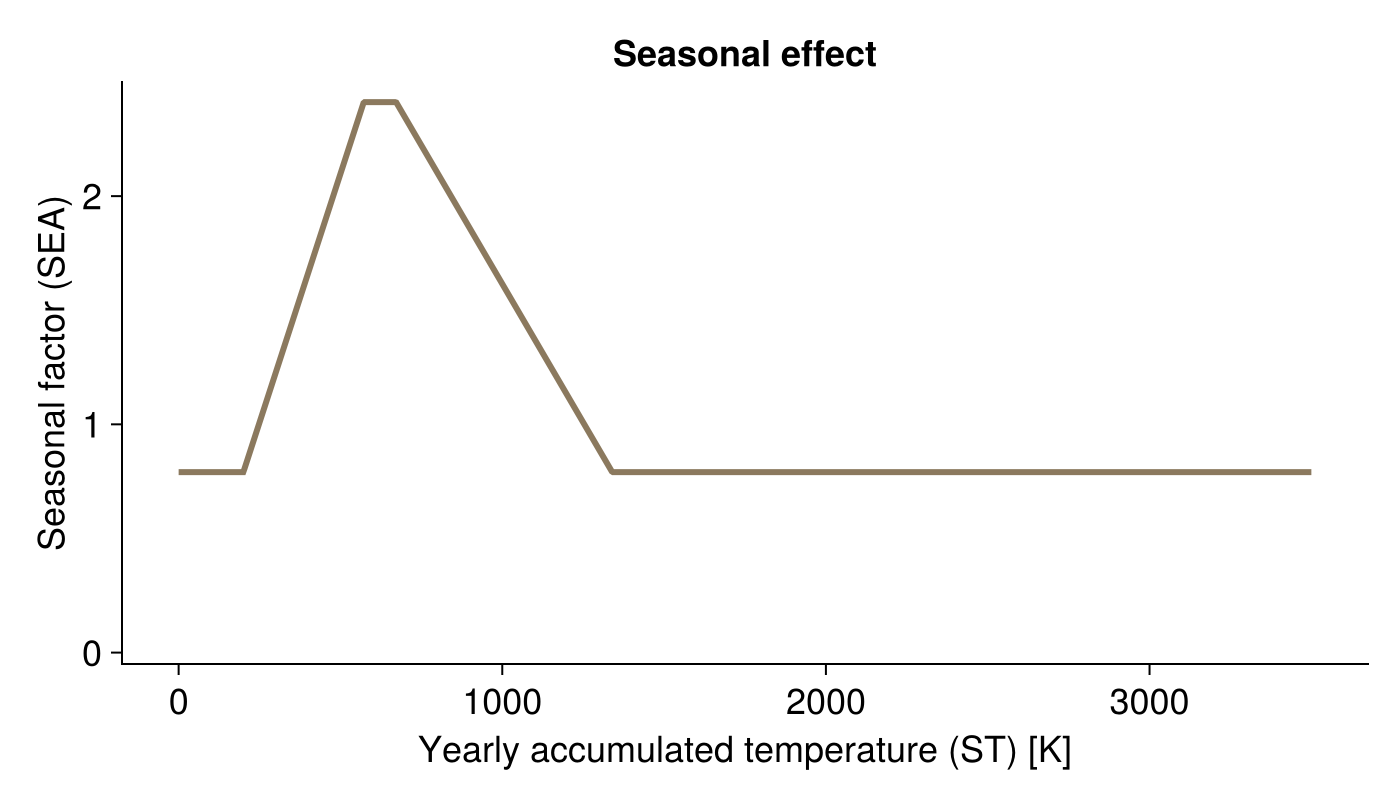 Seasonal effect
Seasonal factor (SEA)
2
1
0
0 1000 2000 3000
Yearly accumulated temperature (ST) [K]